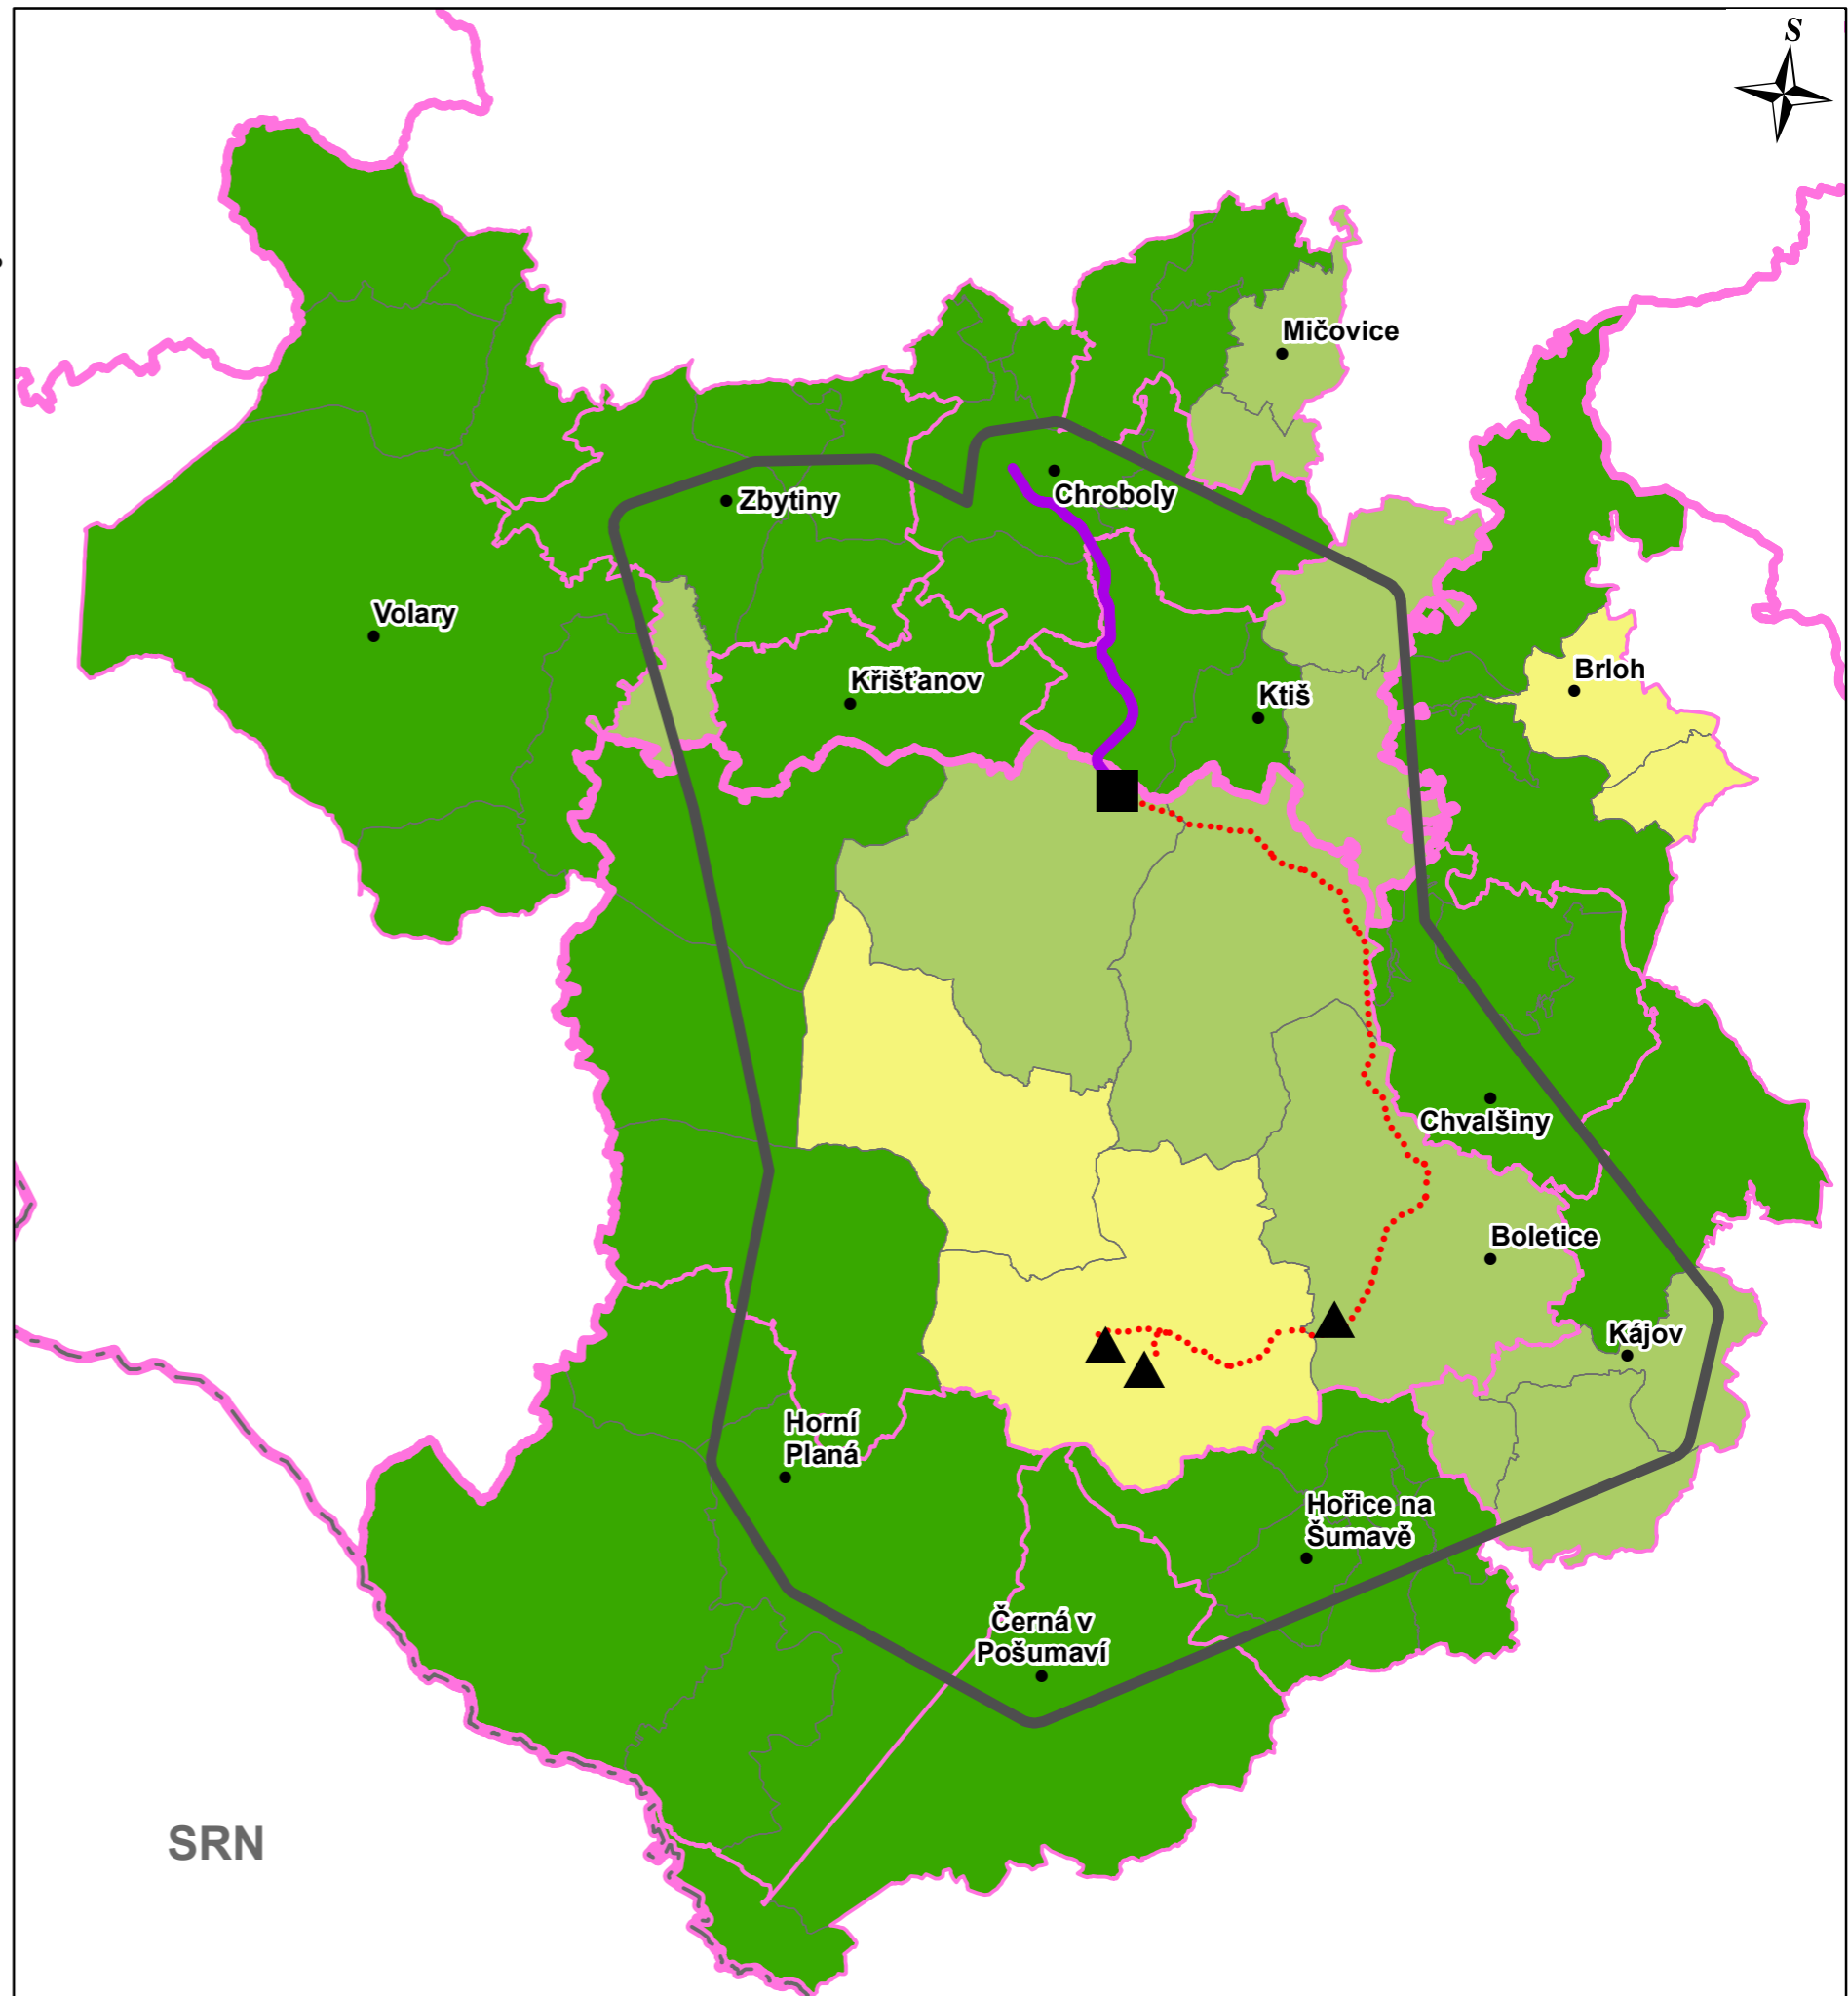 S
Mičovice
Chroboly
Zbytiny
Volary
Brloh
Křišťanov
Ktiš
Chvalšiny
Boletice
Kájov
Horní
Planá
Hořice na
Šumavě
Černá v
Pošumaví
SRN